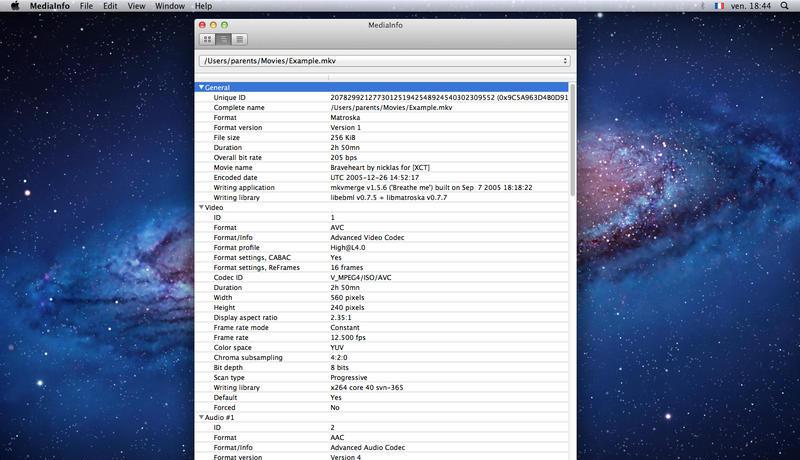 MediaInfo File Edit View Window Help ven. 18:44
MediaInfo
/Users/parents/Movies/Example.mkv
General
Unique ID 207829921277301251942548924540302309552 (0x9C5A963D4B0D91
Complete name /Users/parents/Movies/Example.mkv
Format Matroska
Format version Version 1
File size 256 KiB
Duration 2h 50mn
Overall bit rate 205 bps
Movie name Braveheart by nicklas for [XCT]
Encoded date UTC 2005-12-26 14:52:17
Writing application mkvmerge v1.5.6 ('Breathe me') built on Sep 7 2005 18:18:22
Writing library libebml v0.7.5 + libmatroska v0.7.7
Video
ID 1
Format AVC
Format/Info Advanced Video Codec
Format profile High@L4.0
Format settings, CABAC Yes
Format settings, ReFrames 16 frames
Codec ID V_MPEG4/ISO/AVC
Duration 2h 50mn
Width 560 pixels
Height 240 pixels
Display aspect ratio 2.35:1
Frame rate mode Constant
Frame rate 12.500 fps
Color space YUV
Chroma subsampling 4:2:0
Bit depth 8 bits
Scan type Progressive
Writing library x264 core 40 svn-365
Default Yes
Forced No
Audio #1
ID 2
Format AAC
Format/Info Advanced Audio Codec
Format version Version 4